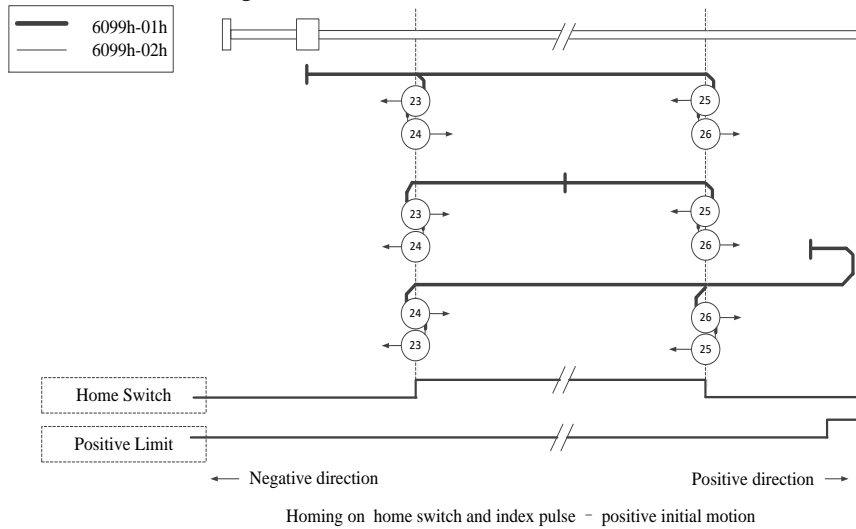 6099h-01h
6099h-02h
23
25
24
26
23
25
24
26
24
26
23
25
Home Switch
Positive Limit
Negative direction
Positive direction
Homing on home switch and index pulse － positive initial motion